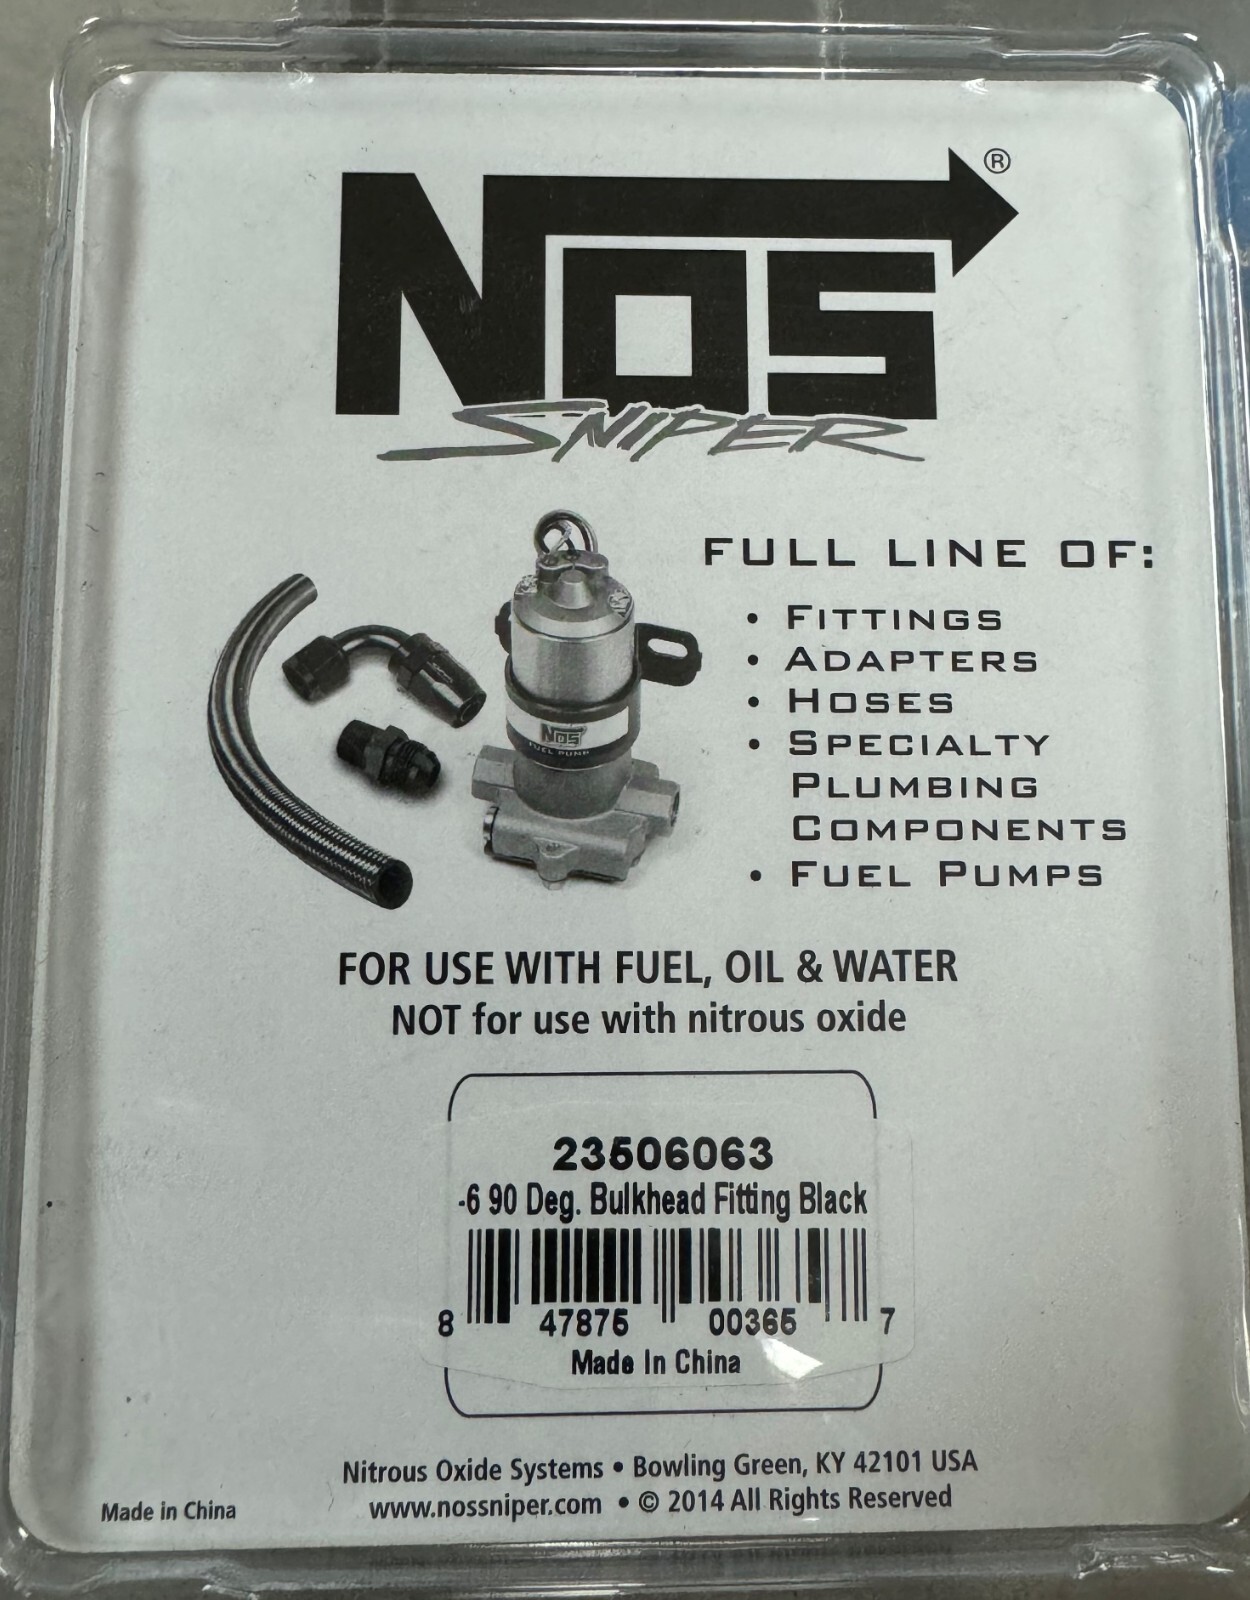 NOS®
SNIPER
FULL LINE OF:
• FITTINGS
• ADAPTERS
• HOSES
• SPECIALTY
PLUMBING
COMPONENTS
• FUEL PUMPS
NOS
FUEL PUMP
FOR USE WITH FUEL, OIL & WATER
NOT for use with nitrous oxide
23506063
-6 90 Deg. Bulkhead Fitting Black
8 47875 00365 7
Made In China
Nitrous Oxide Systems • Bowling Green, KY 42101 USA
www.nossniper.com • © 2014 All Rights Reserved
Made in China